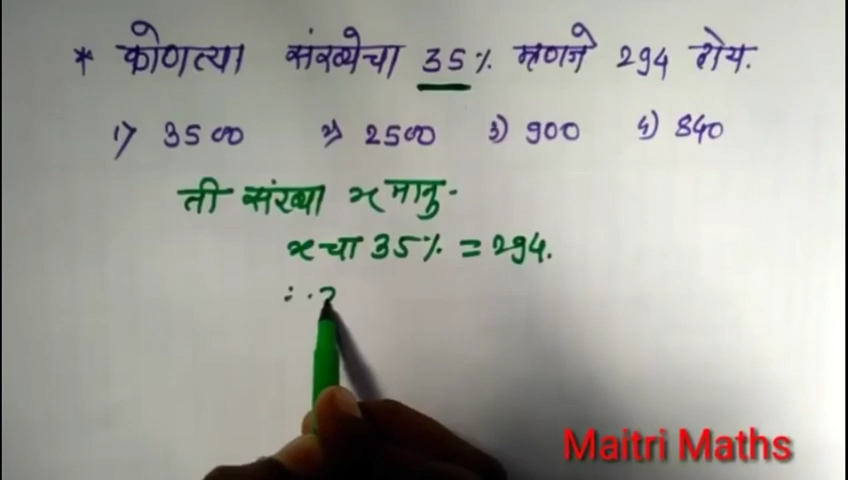 * कोणत्या संख्येचा 35% म्हणजे 294 होय.
1) 3500 2) 2500 3) 900 4) 840
ती संख्या x मानु.
x चा 35% = 294.
∴
Maitri Maths